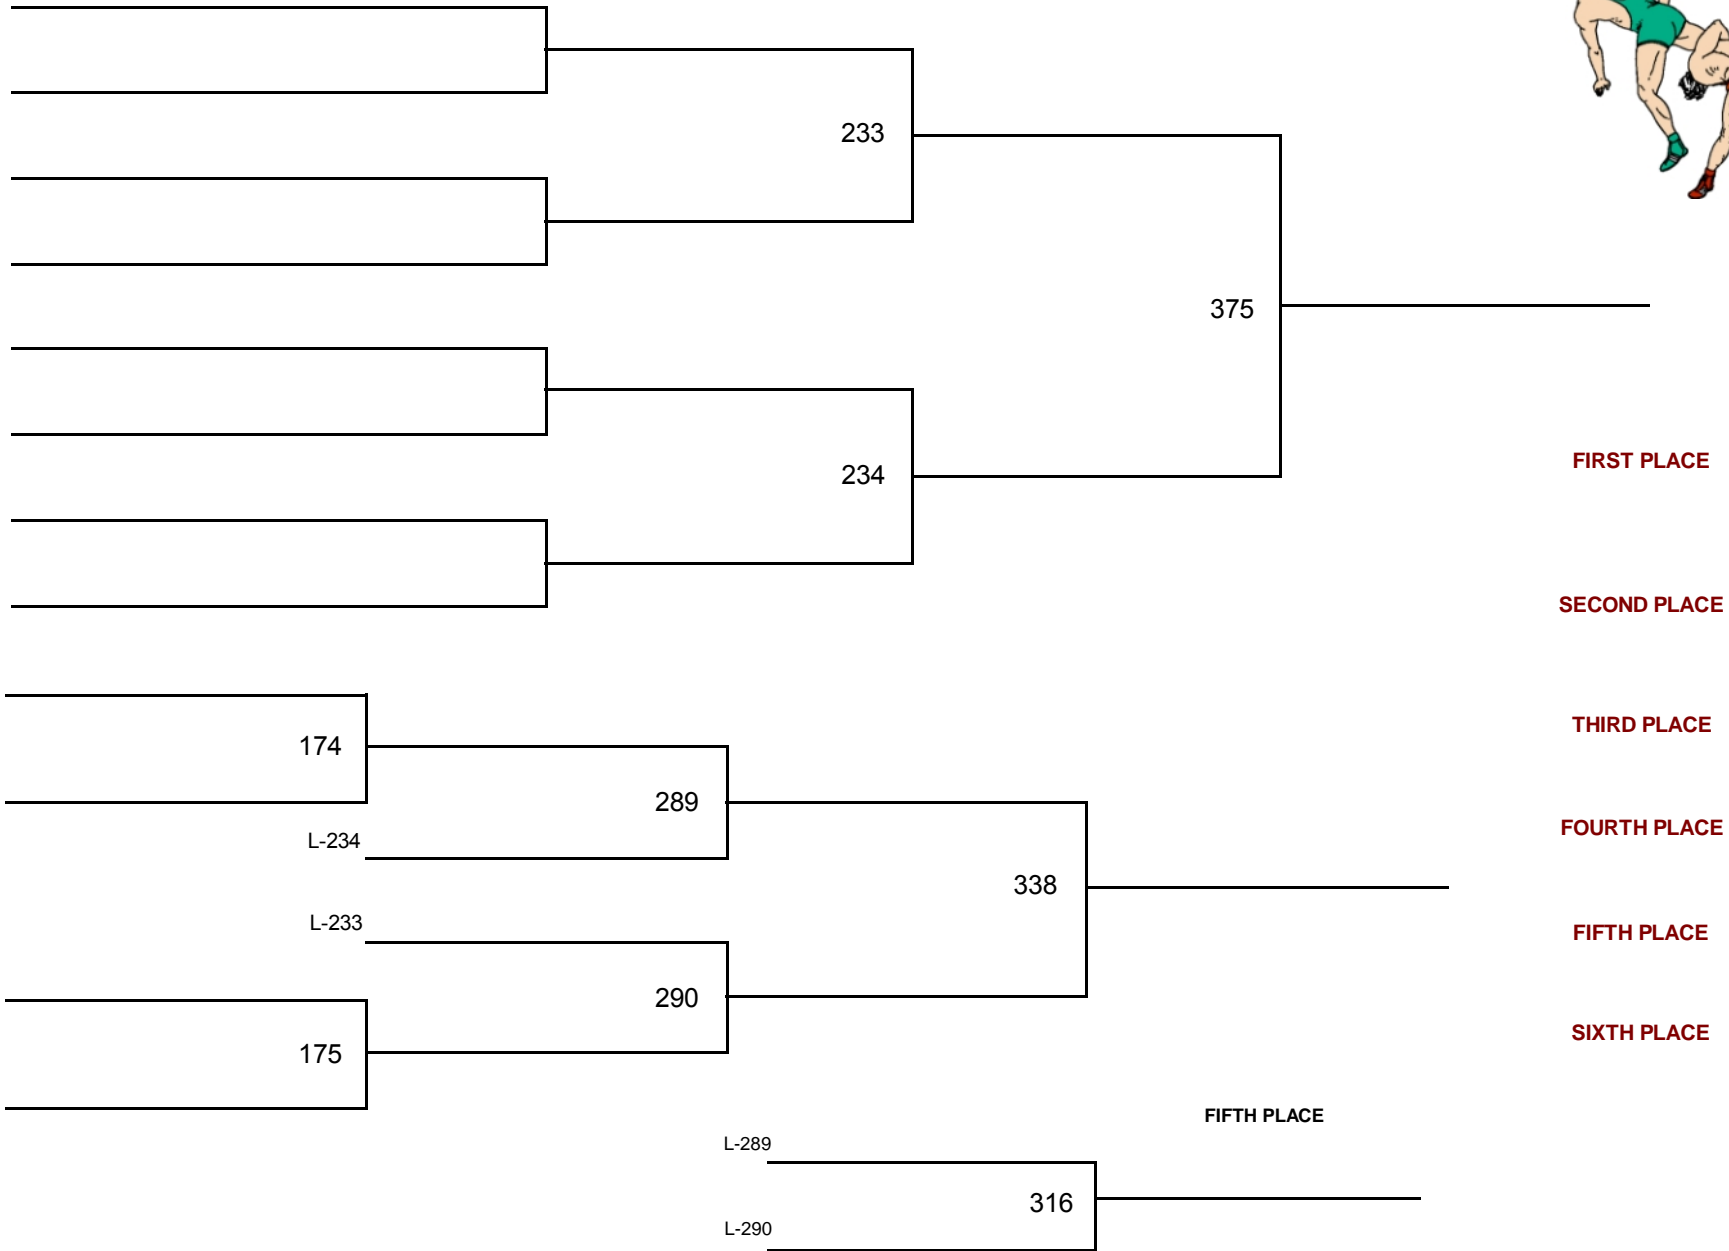 233
375
234
FIRST PLACE
SECOND PLACE
THIRD PLACE
174
289
L-234
FOURTH PLACE
338
L-233
FIFTH PLACE
290
SIXTH PLACE
175
FIFTH PLACE
L-289
316
L-290